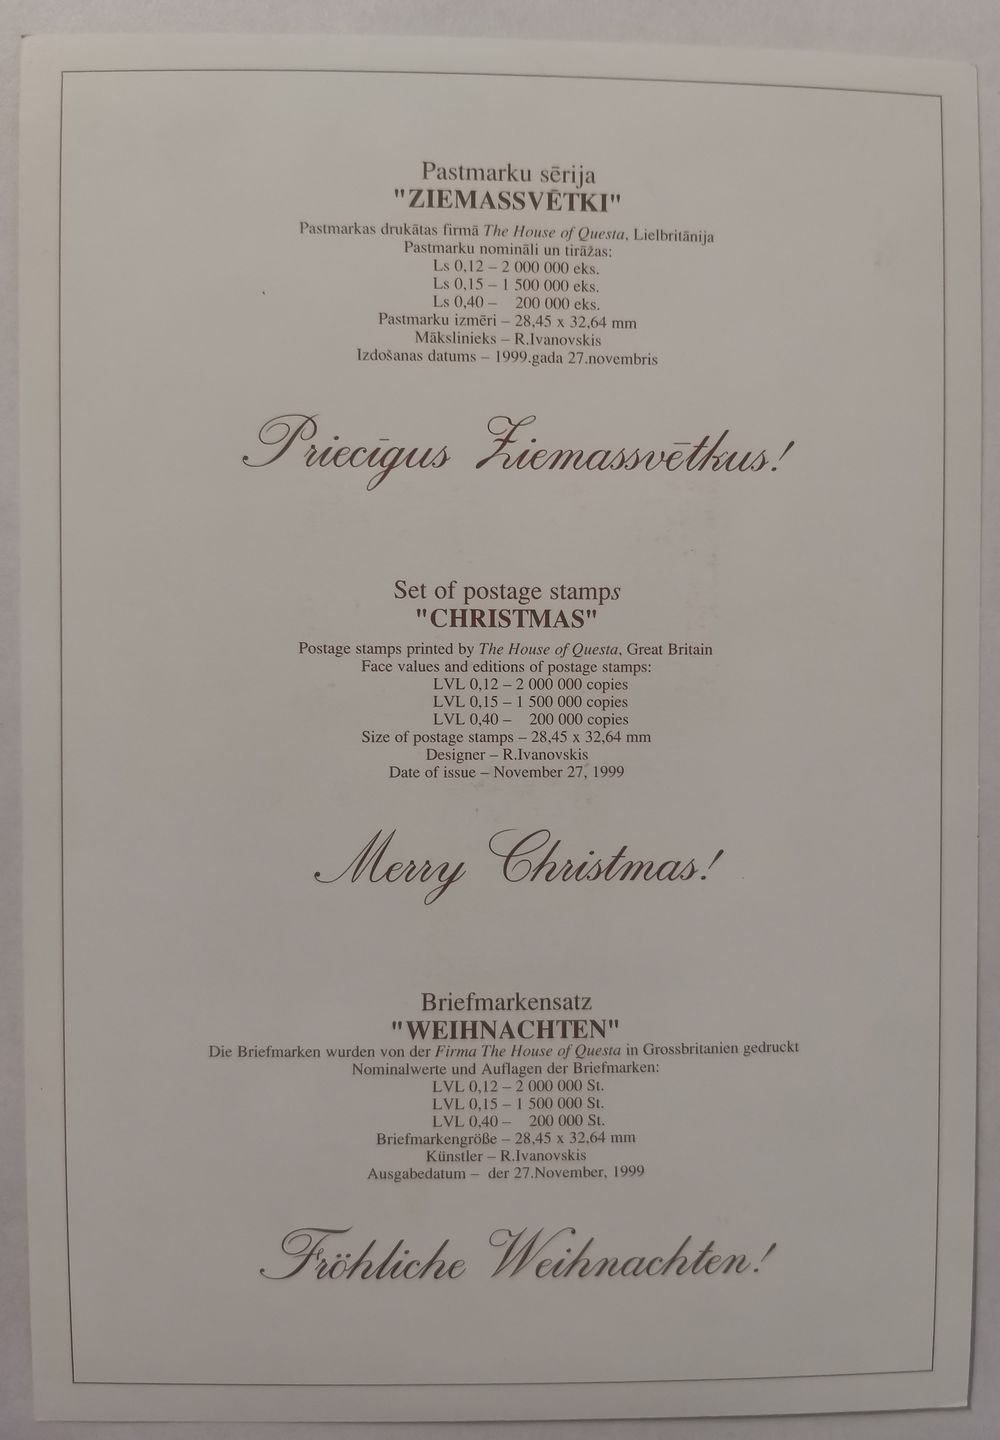 Pastmarku sērija
"ZIEMASSVĒTKI"
Pastmarkas drukātas firmā The House of Questa, Lielbritānija
Pastmarku nomināli un tirāžas:
Ls 0,12 – 2 000 000 eks.
Ls 0,15 – 1 500 000 eks.
Ls 0,40 – 200 000 eks.
Pastmarku izmēri – 28,45 x 32,64 mm
Mākslinieks – R.Ivanovskis
Izdošanas datums – 1999.gada 27.novembris
Priecīgus Ziemassvētkus!
Set of postage stamps
"CHRISTMAS"
Postage stamps printed by The House of Questa, Great Britain
Face values and editions of postage stamps:
LVL 0,12 – 2 000 000 copies
LVL 0,15 – 1 500 000 copies
LVL 0,40 – 200 000 copies
Size of postage stamps – 28,45 x 32,64 mm
Designer – R.Ivanovskis
Date of issue – November 27, 1999
Merry Christmas!
Briefmarkensatz
"WEIHNACHTEN"
Die Briefmarken wurden von der Firma The House of Questa in Grossbritanien gedruckt
Nominalwerte und Auflagen der Briefmarken:
LVL 0,12 – 2 000 000 St.
LVL 0,15 – 1 500 000 St.
LVL 0,40 – 200 000 St.
Briefmarkengröße – 28,45 x 32,64 mm
Künstler – R.Ivanovskis
Ausgabedatum – der 27.November, 1999
Fröhliche Weihnachten!